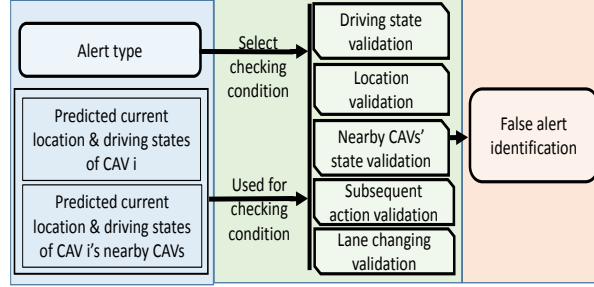 Alert type
Predicted current
location & driving states
of CAV i
Predicted current
location & driving states
of CAV i's nearby CAVs
Select
checking
condition
Used for
checking
condition
Driving state
validation
Location
validation
Nearby CAVs'
state validation
Subsequent
action validation
Lane changing
validation
False alert
identification